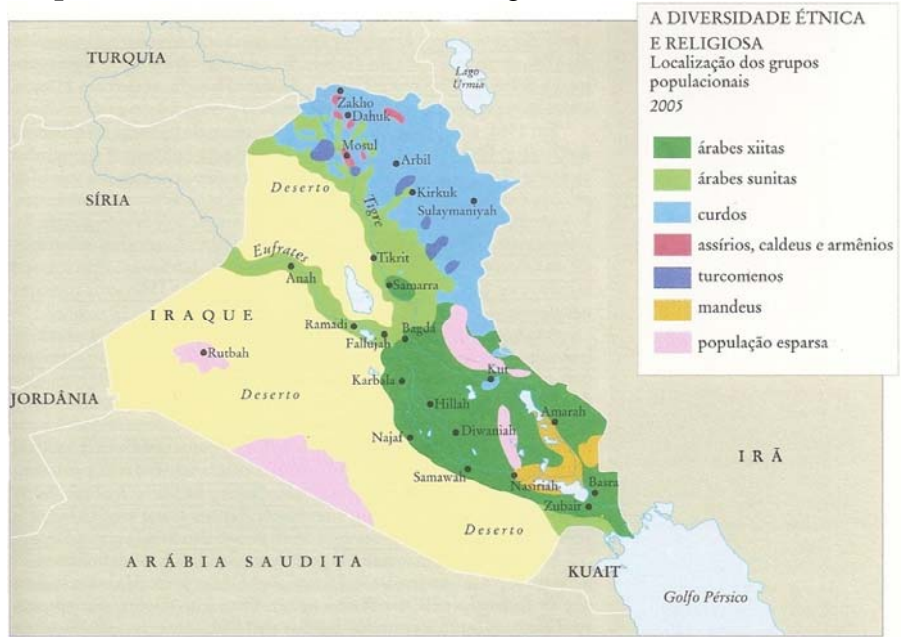 A DIVERSIDADE ÉTNICA
E RELIGIOSA
Localização dos grupos
populacionais
2005
árabes xiitas
árabes sunitas
curdos
assírios, caldeus e armênios
turcomenos
mandeus
população esparsa
TURQUIA
Lago
Urmia
Zakho
Dahuk
Mosul
Arbil
Deserto
Kirkuk
Sulaymaniyah
SÍRIA
Tigre
Eufrates
Tikrit
Anah
Samarra
IRAQUE
Ramadi
Bagdá
Fallujah
Rutbah
Kut
Karbala
JORDÂNIA
Deserto
Hillah
Amarah
Najaf
Diwaniah
IRÃ
Samawah
Nasiriah
Basra
Zubair
Deserto
ARÁBIA SAUDITA
KUAIT
Golfo Pérsico